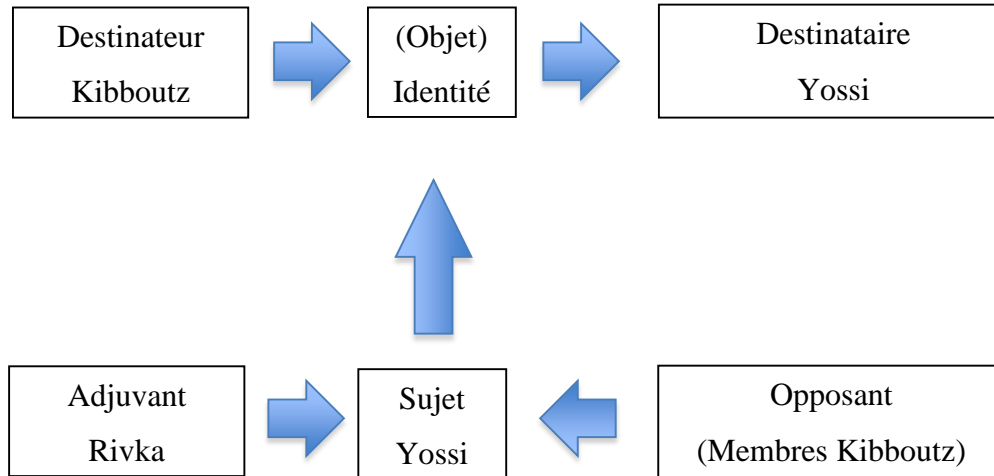 Destinateur
Kibboutz
(Objet)
Identité
Destinataire
Yossi
Adjuvant
Rivka
Sujet
Yossi
Opposant
(Membres Kibboutz)